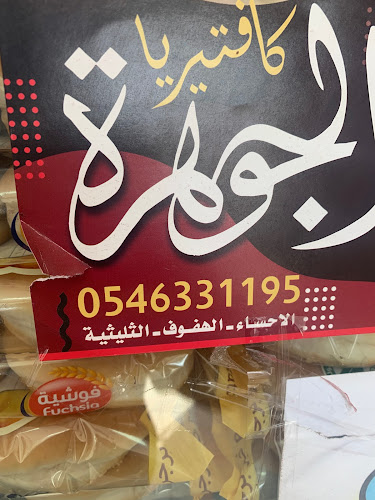 كافتيريا
الجوهرة
0546331195
الاحساء - الهفوف - الثليثية
فوشية
Fuchsia